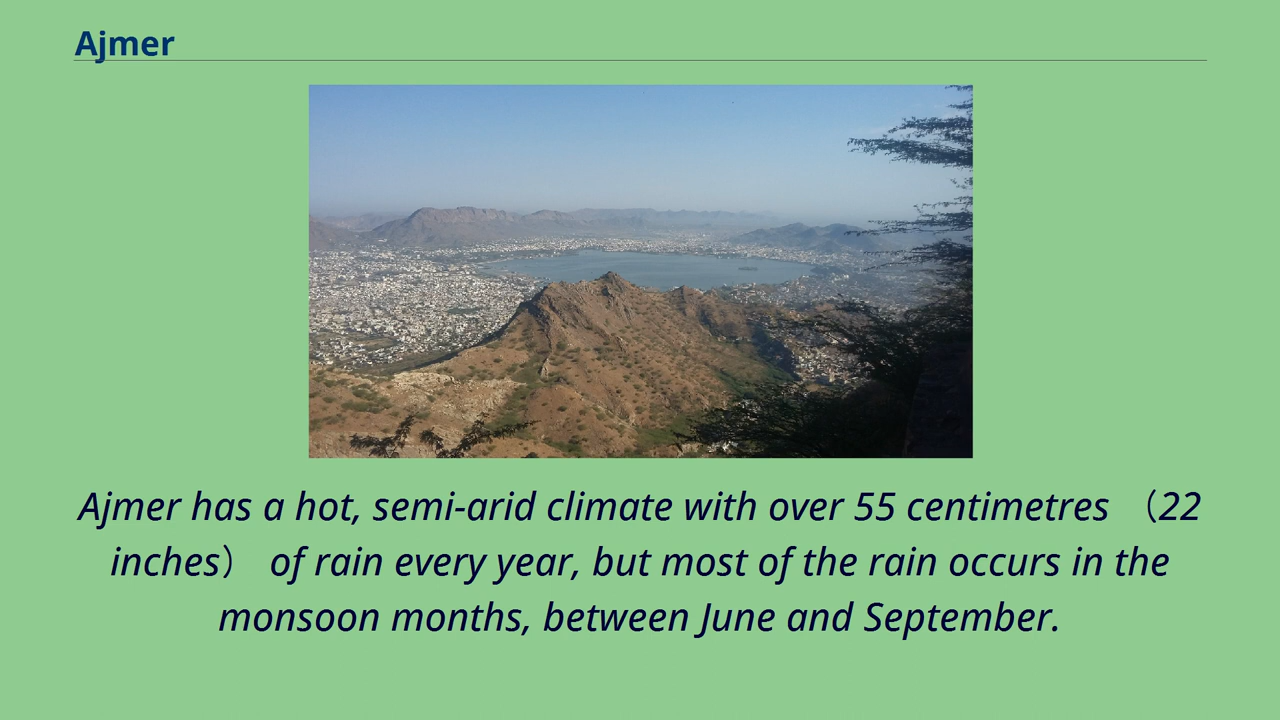 Ajmer
Ajmer has a hot, semi-arid climate with over 55 centimetres （22
inches） of rain every year, but most of the rain occurs in the
monsoon months, between June and September.